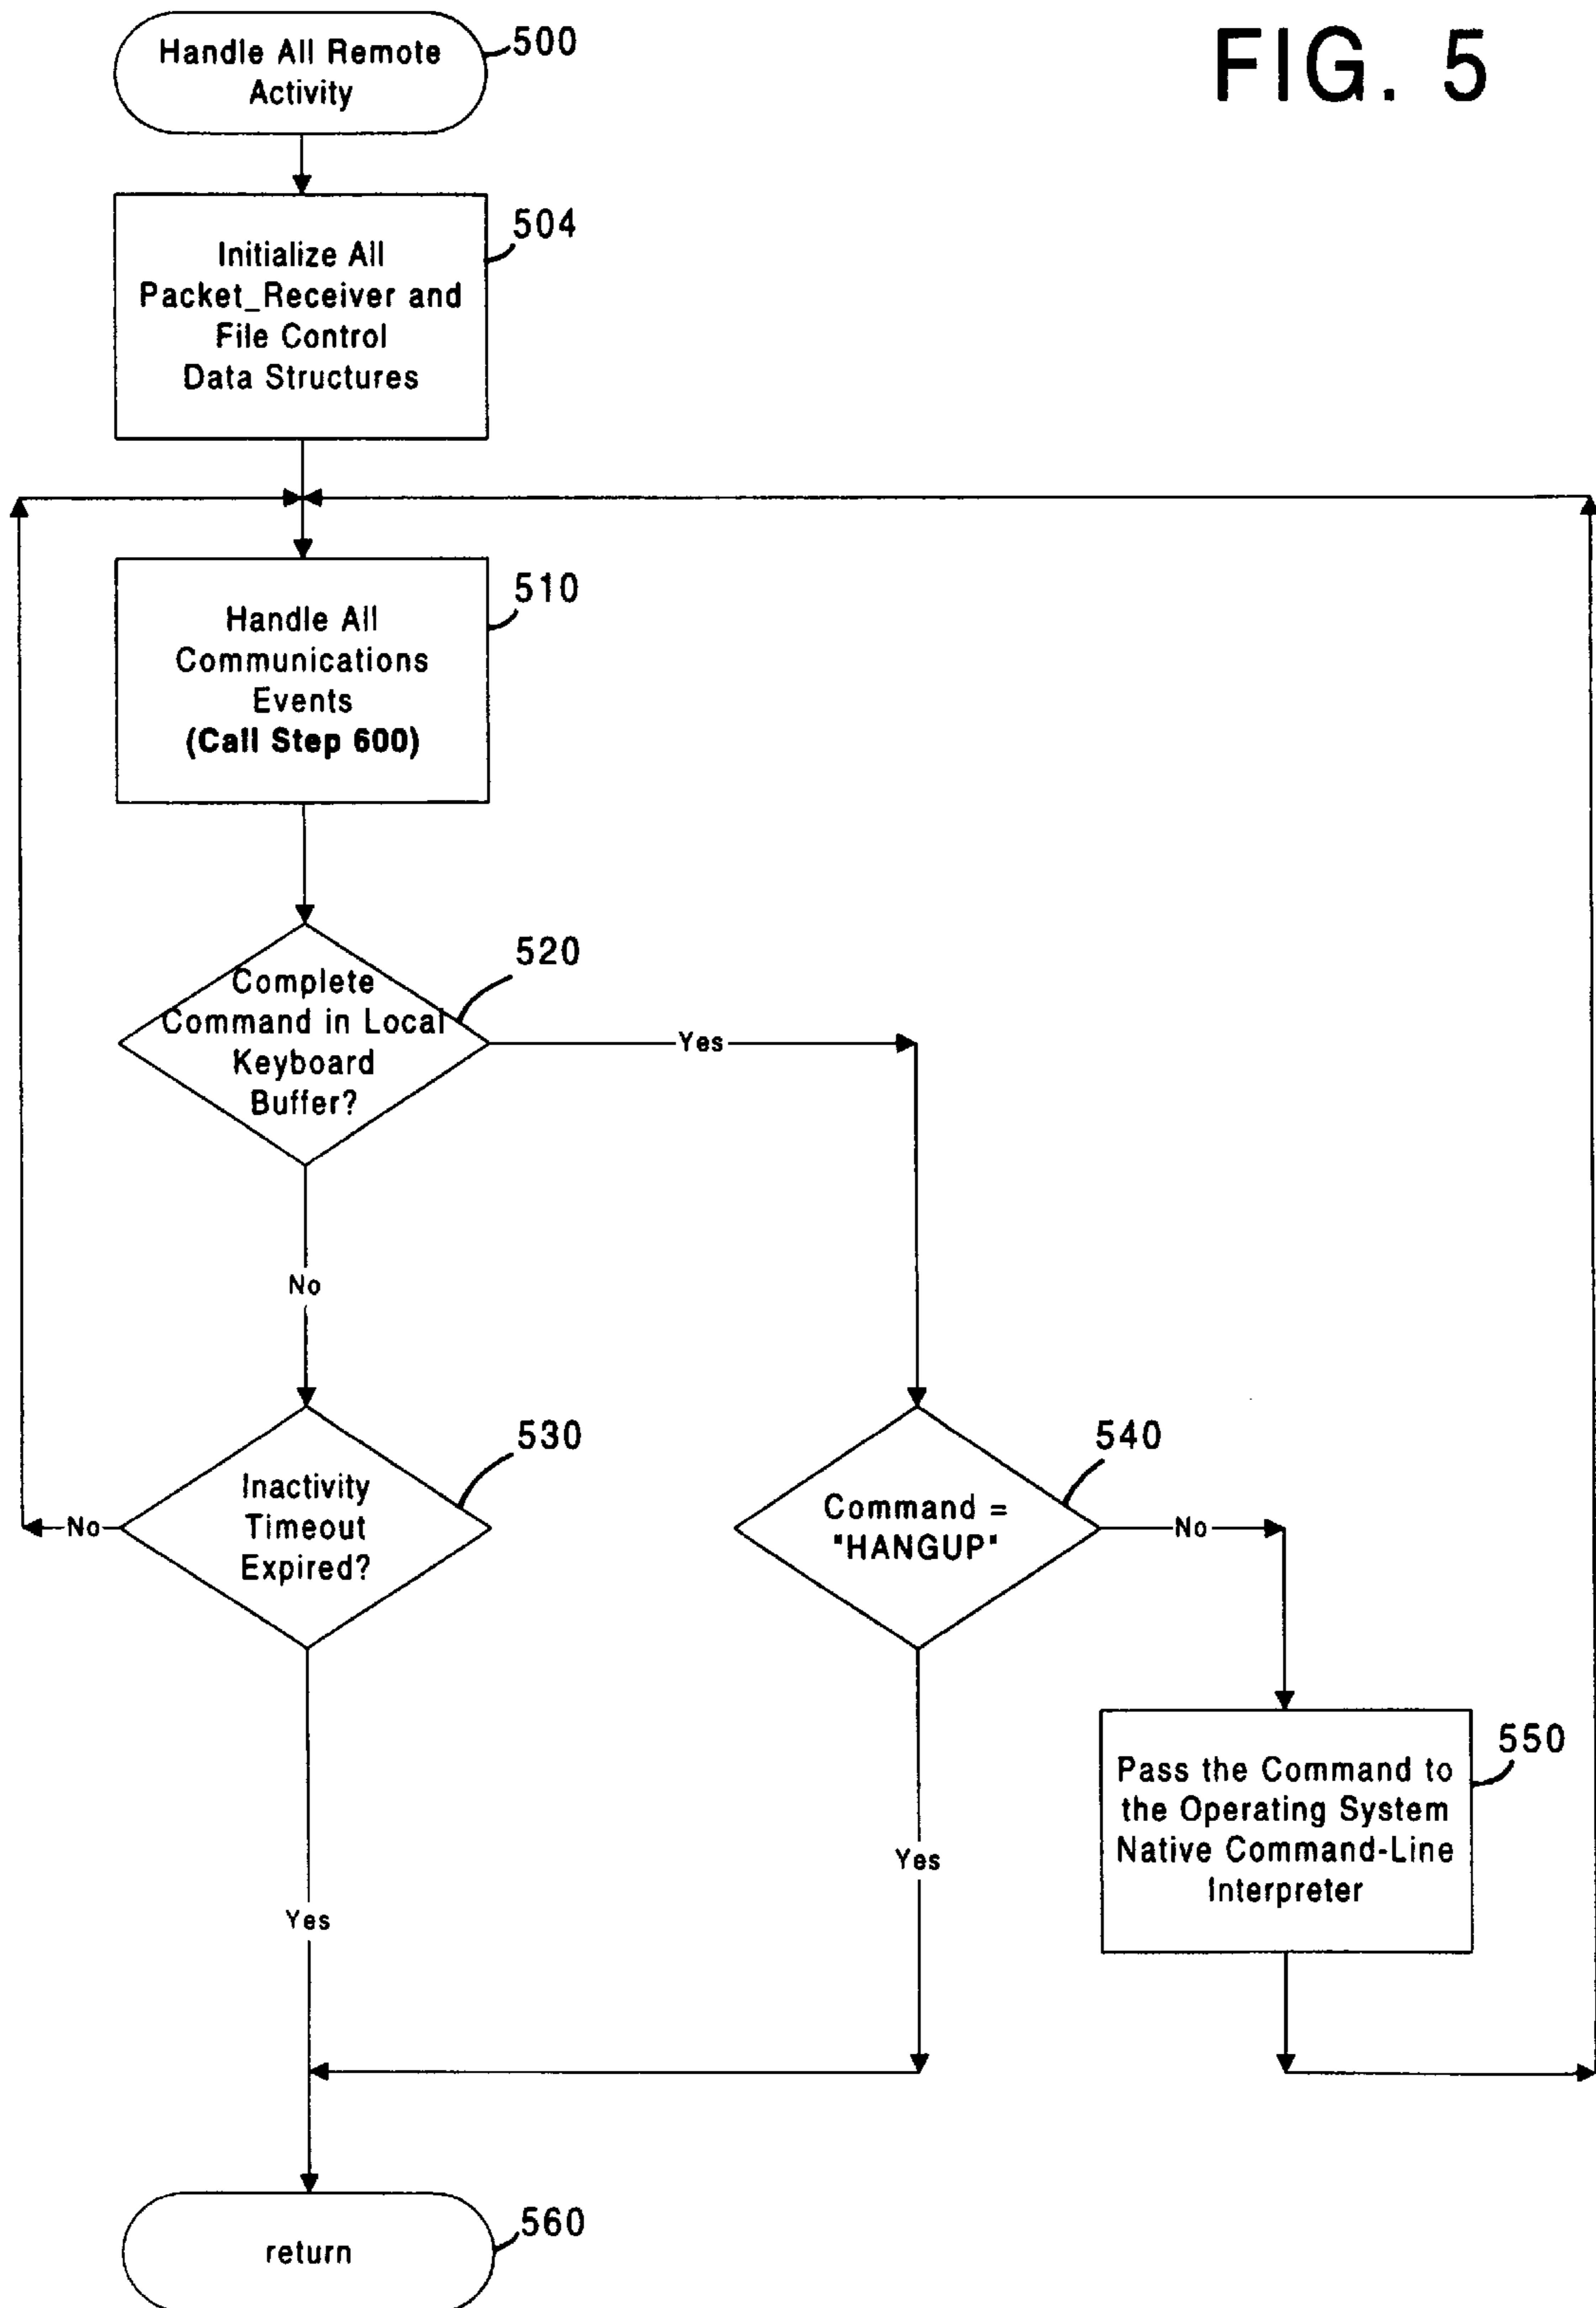 FIG. 5
Handle All Remote
Activity
500
Initialize All
Packet_Receiver and
File Control
Data Structures
504
Handle All
Communications
Events
(Call Step 600)
510
Complete
Command in Local
Keyboard
Buffer?
520
Yes
No
Inactivity
Timeout
Expired?
530
No
Command =
"HANGUP"
540
No
Pass the Command to
the Operating System
Native Command-Line
Interpreter
550
Yes
Yes
return
560